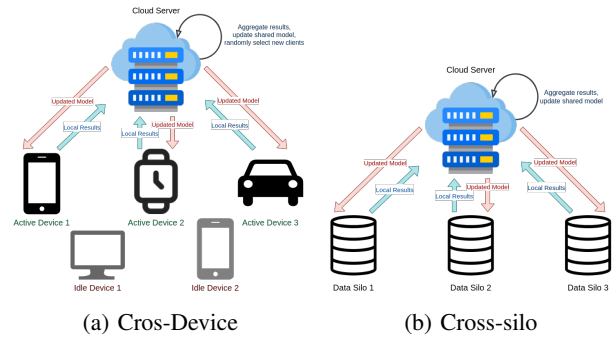 Cloud Server
Aggregate results,
update shared model,
randomly select new clients
Updated Model
Local Results
Local Results
Updated Model
Local Results
Updated Model
Active Device 1
Active Device 2
Active Device 3
Idle Device 1
Idle Device 2
(a) Cros-Device
Cloud Server
Aggregate results,
update shared model
Updated Model
Local Results
Local Results
Updated Model
Local Results
Updated Model
Data Silo 1
Data Silo 2
Data Silo 3
(b) Cross-silo